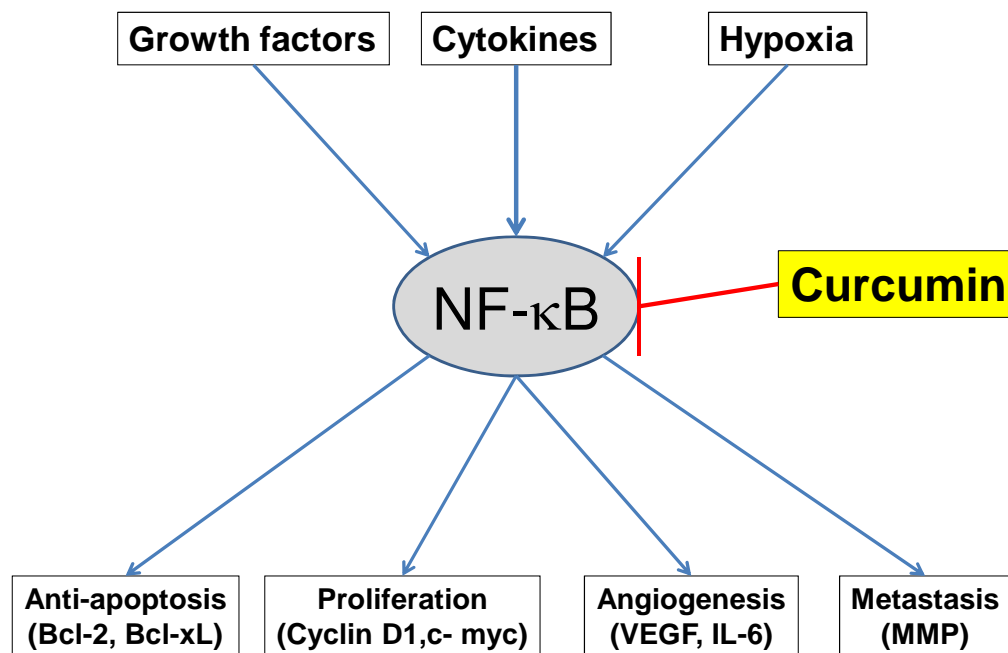 Growth factors
Cytokines
Hypoxia
NF-κB
Curcumin
Anti-apoptosis
(Bcl-2, Bcl-xL)
Proliferation
(Cyclin D1,c- myc)
Angiogenesis
(VEGF, IL-6)
Metastasis
(MMP)